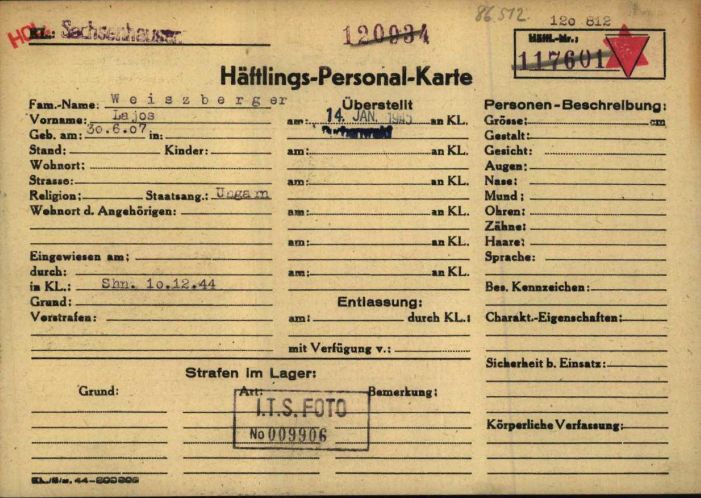 86.512
120 812
KL: Sachsenhausen
120934
Häftl.-Nr.:
117601
Häftlings-Personal-Karte
Fam.-Name: Weiszberger
Vorname: Lajos
Geb. am: 30.6.07 in:
Stand: Kinder:
Wohnort:
Strasse:
Religion: Staatsang.: Ungarn
Wohnort d. Angehörigen:
Eingewiesen am:
durch:
in KL.: Shn. 1o.12.44
Grund:
Vorstrafen:
Überstellt
am: 14. JAN. 1945 an KL.
am: an KL.
am: an KL.
am: an KL.
am: an KL.
am: an KL.
Entlassung:
am: durch KL.:
mit Verfügung v.:
Personen-Beschreibung:
Grösse: cm
Gestalt:
Gesicht:
Augen:
Nase:
Mund:
Ohren:
Zähne:
Haare:
Sprache:
Bes. Kennzeichen:
Charakt.-Eigenschaften:
Sicherheit b. Einsatz:
Körperliche Verfassung:
Strafen im Lager:
Grund: Art: Bemerkung:
I.T.S. FOTO
No 009906